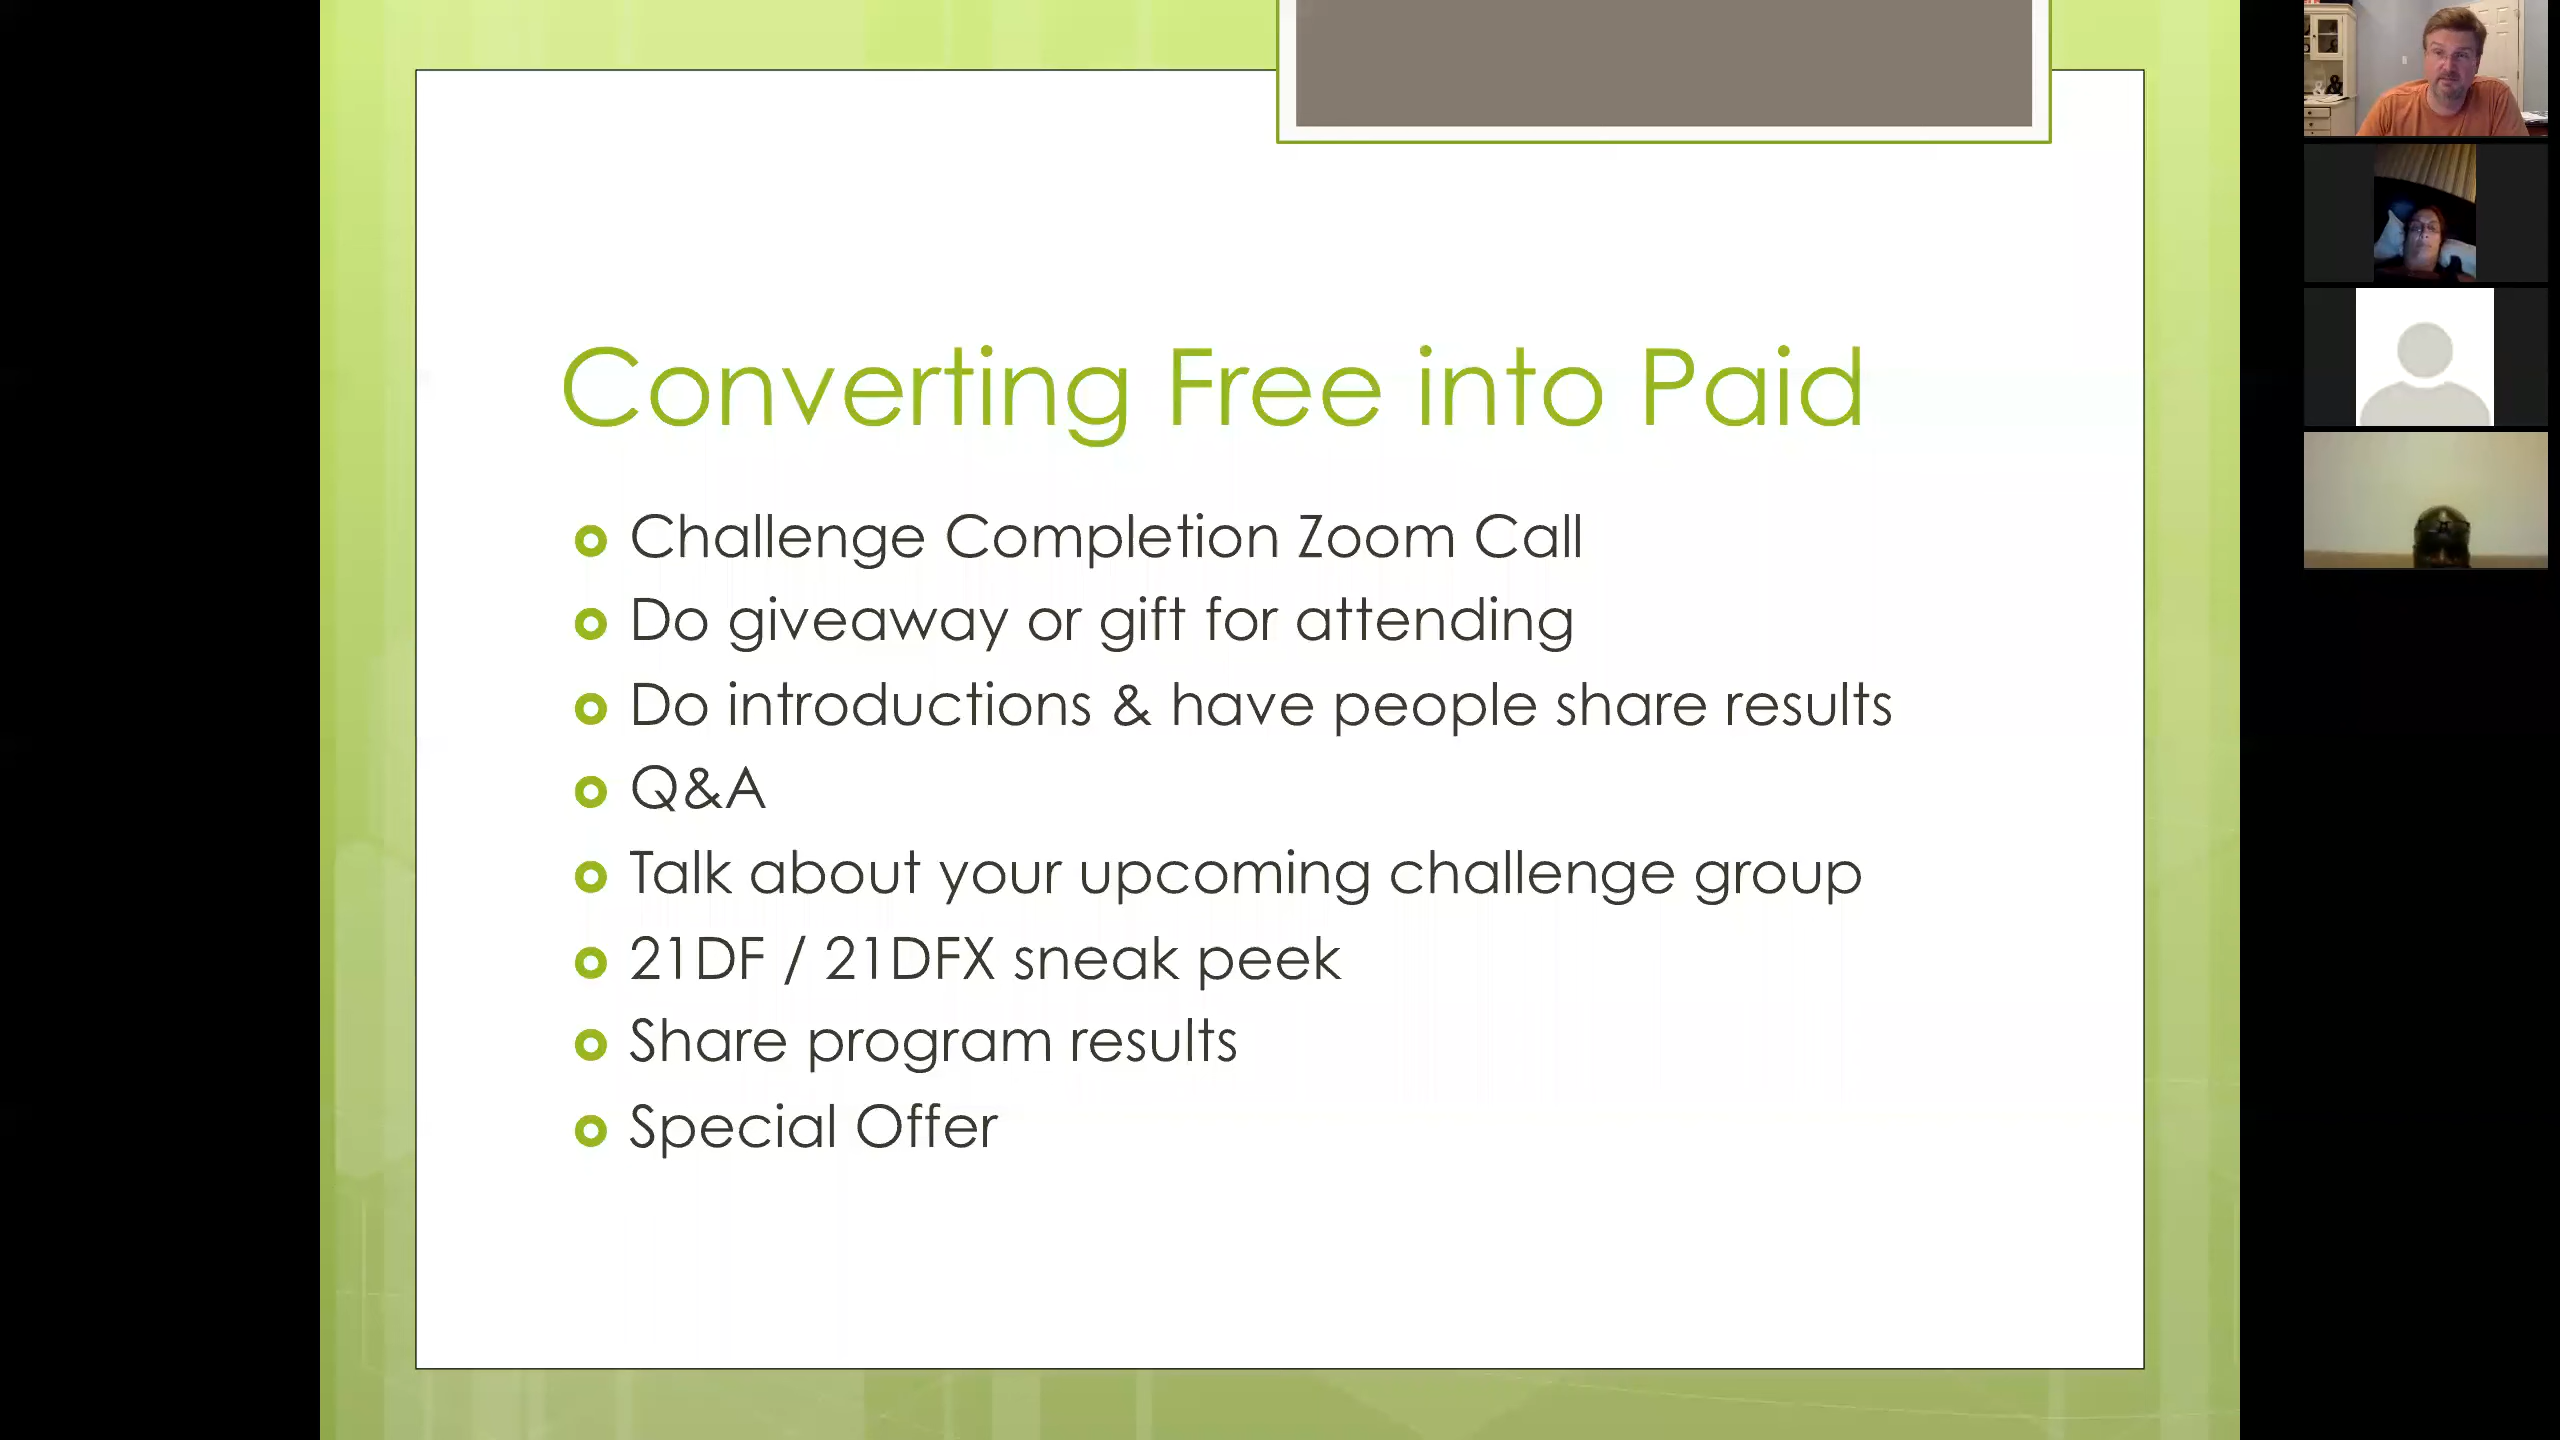 Converting Free into Paid
Challenge Completion Zoom Call
Do giveaway or gift for attending
Do introductions & have people share results
Q&A
Talk about your upcoming challenge group
21DF / 21DFX sneak peek
Share program results
Special Offer